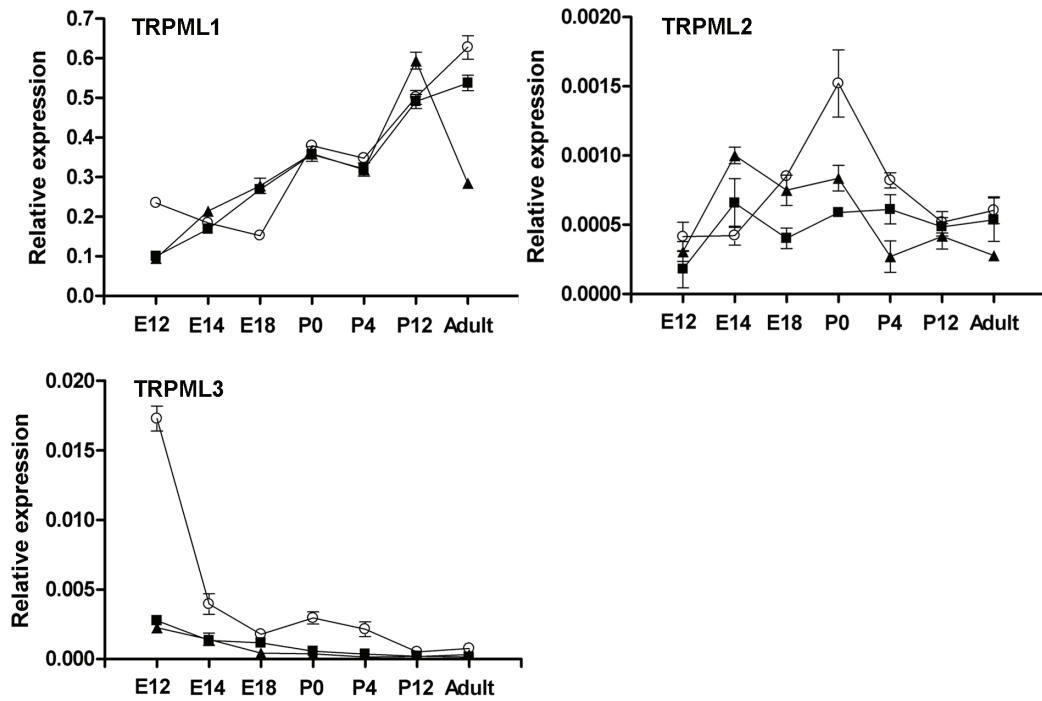 TRPML1
Relative expression
0.7
0.6
0.5
0.4
0.3
0.2
0.1
0.0
E12 E14 E18 P0 P4 P12 Adult
TRPML2
Relative expression
0.0020
0.0015
0.0010
0.0005
0.0000
E12 E14 E18 P0 P4 P12 Adult
TRPML3
Relative expression
0.020
0.015
0.010
0.005
0.000
E12 E14 E18 P0 P4 P12 Adult